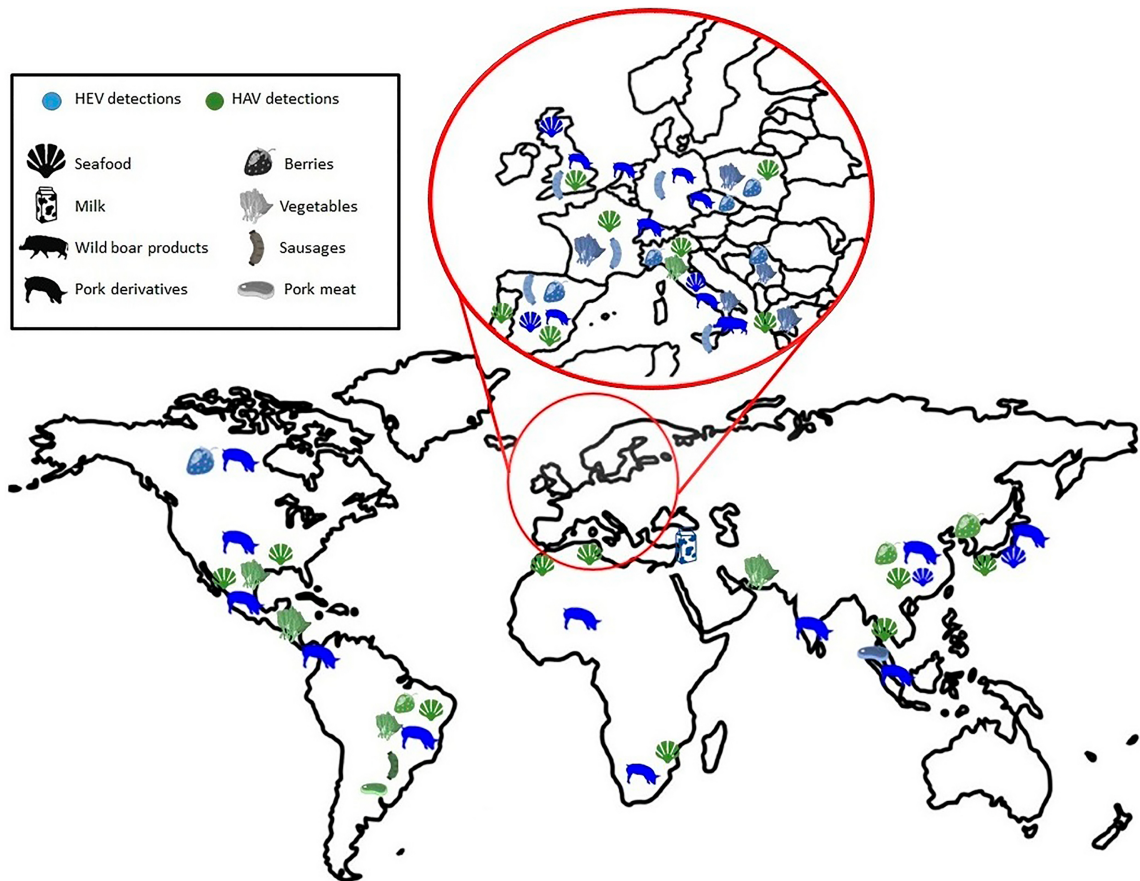 HEV detections
HAV detections
Seafood
Berries
Milk
Vegetables
Wild boar products
Sausages
Pork derivatives
Pork meat